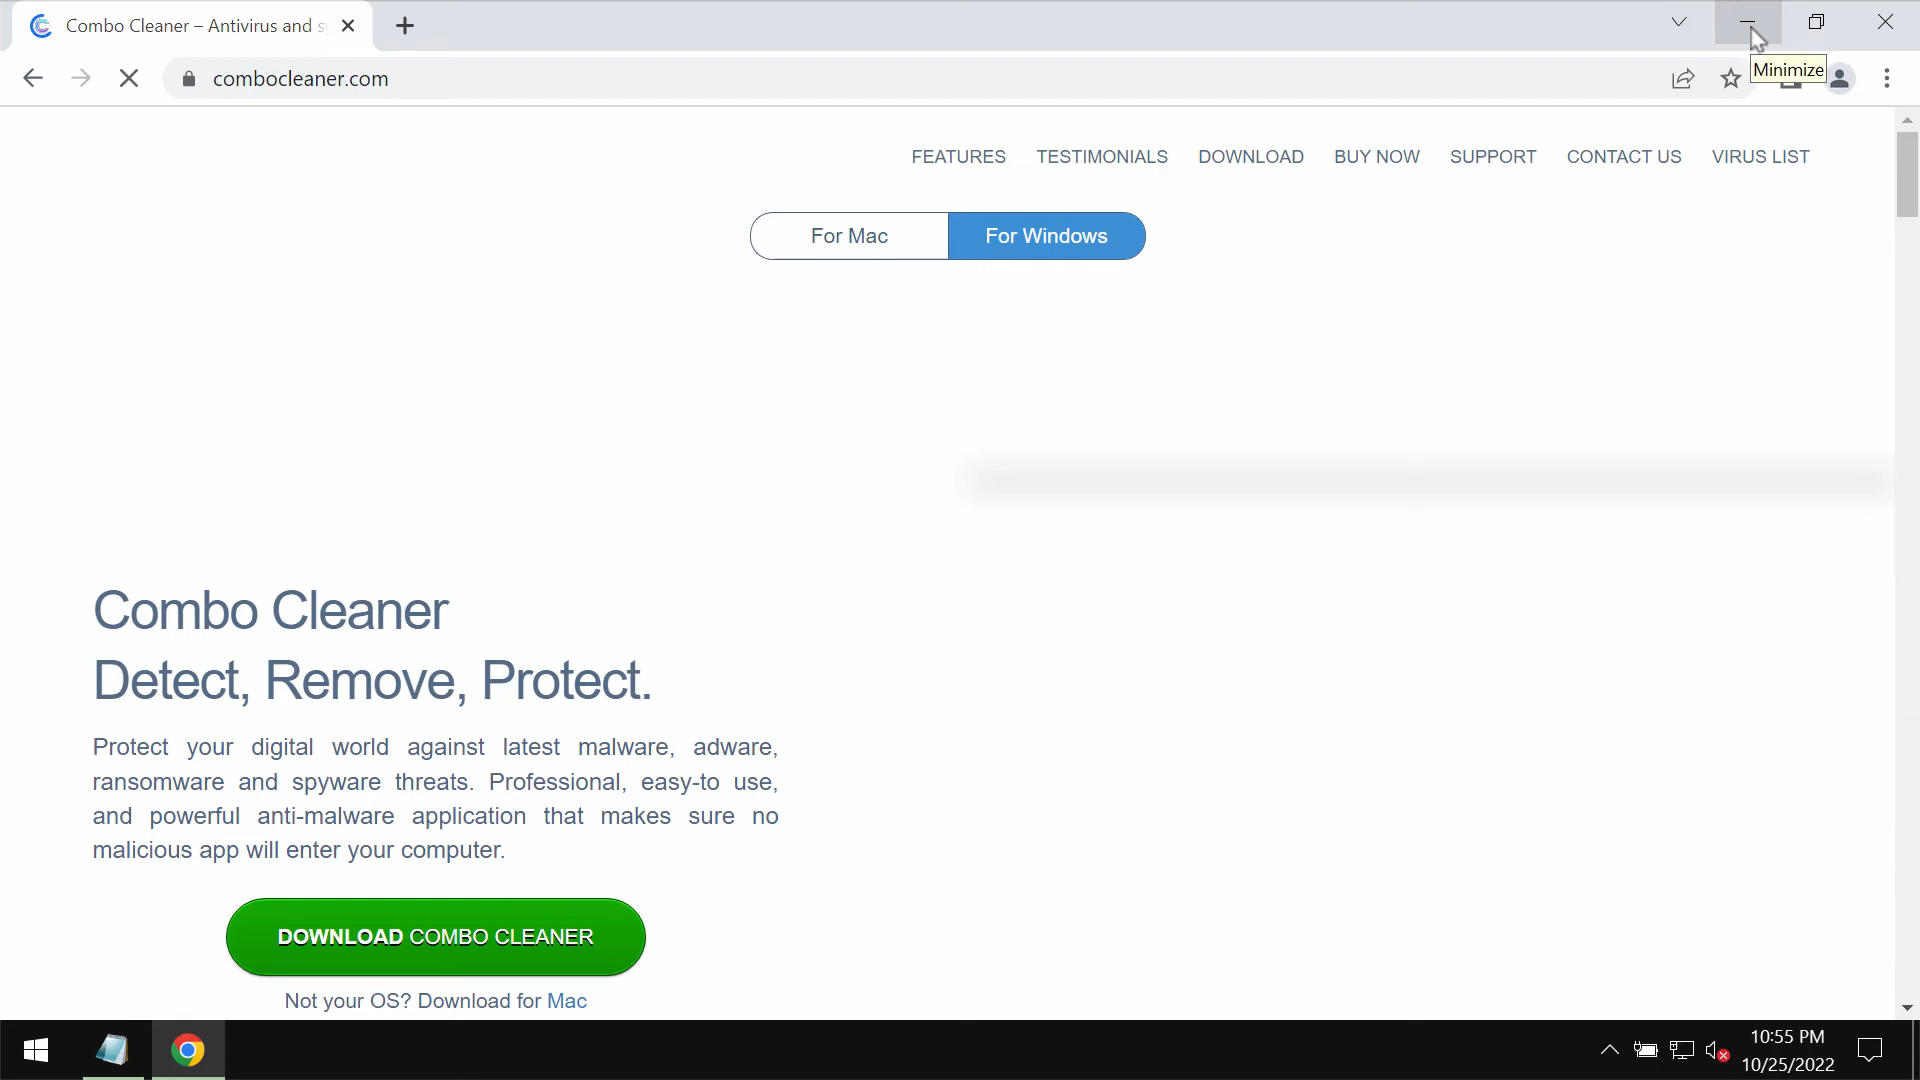 Combo Cleaner – Antivirus and s
combocleaner.com
Minimize
FEATURES TESTIMONIALS DOWNLOAD BUY NOW SUPPORT CONTACT US VIRUS LIST
For Mac For Windows
Combo Cleaner
Detect, Remove, Protect.
Protect your digital world against latest malware, adware,
ransomware and spyware threats. Professional, easy-to use,
and powerful anti-malware application that makes sure no
malicious app will enter your computer.
DOWNLOAD COMBO CLEANER
Not your OS? Download for Mac
10:55 PM
10/25/2022